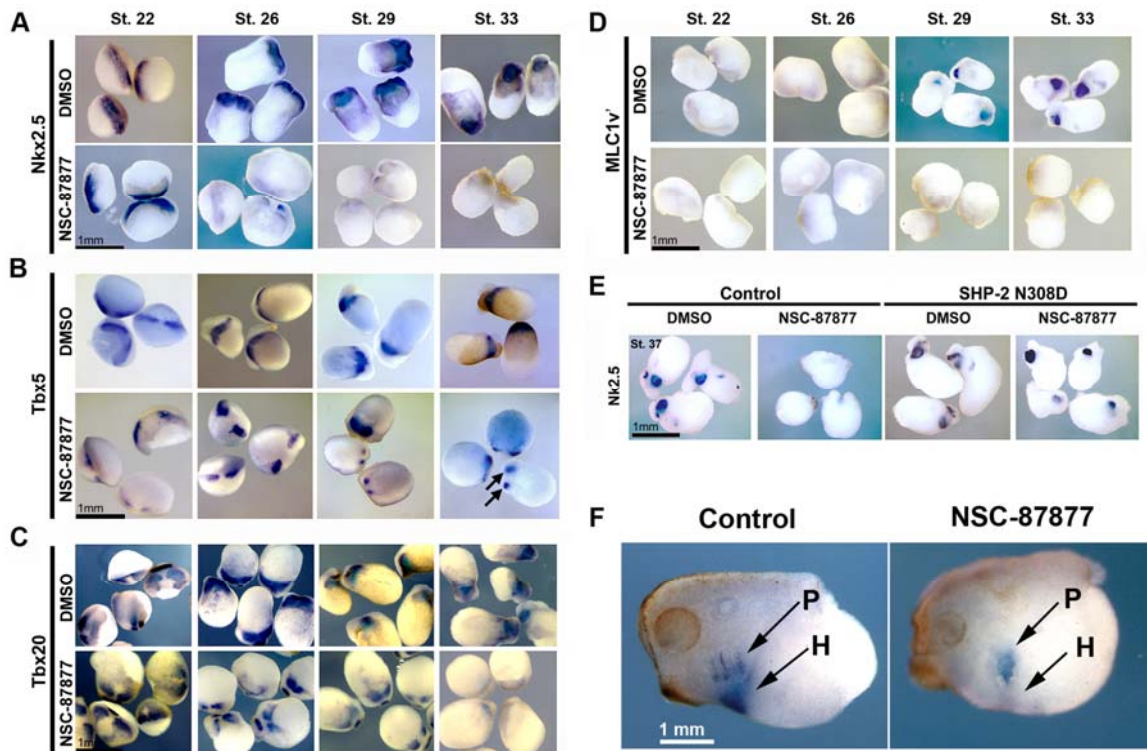 A
St. 22 St. 26 St. 29 St. 33
Nkx2.5
DMSO
NSC-87877
1mm
B
Tbx5
DMSO
NSC-87877
1mm
C
Tbx20
DMSO
NSC-87877
1m
D
St. 22 St. 26 St. 29 St. 33
MLC1v'
DMSO
NSC-87877
1mm
E
Control SHP-2 N308D
DMSO NSC-87877 DMSO NSC-87877
Nk2.5
St. 37
1mm
F
Control NSC-87877
P
H
1 mm
P
H